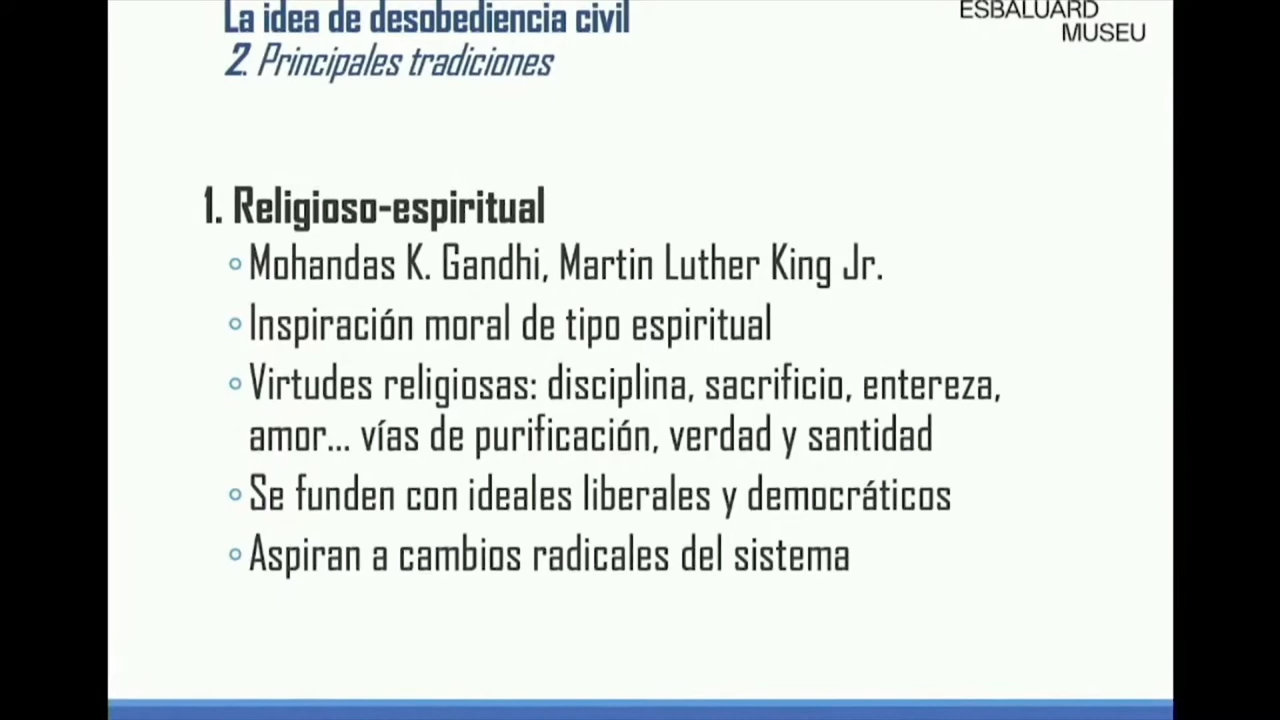 La idea de desobediencia civil
2. Principales tradiciones
ESBALUARD
MUSEU
1. Religioso-espiritual
Mohandas K. Gandhi, Martin Luther King Jr.
Inspiración moral de tipo espiritual
Virtudes religiosas: disciplina, sacrificio, entereza,
amor... vías de purificación, verdad y santidad
Se funden con ideales liberales y democráticos
Aspiran a cambios radicales del sistema